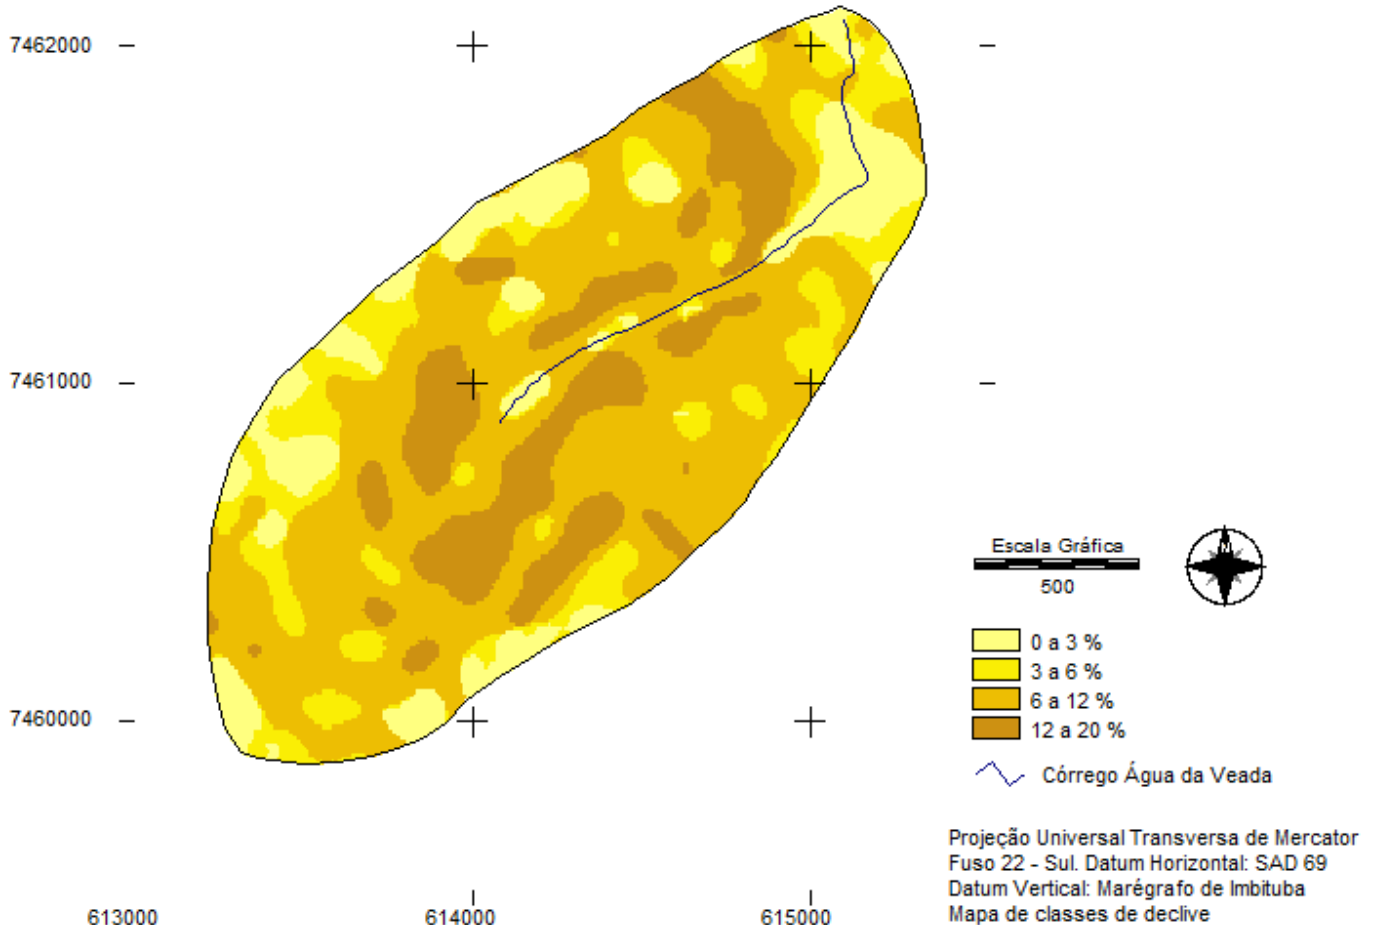 7462000
7461000
7460000
613000
614000
615000
Escala Gráfica
500
N
0 a 3 %
3 a 6 %
6 a 12 %
12 a 20 %
Córrego Água da Veada
Projeção Universal Transversa de Mercator
Fuso 22 - Sul. Datum Horizontal: SAD 69
Datum Vertical: Marégrafo de Imbituba
Mapa de classes de declive